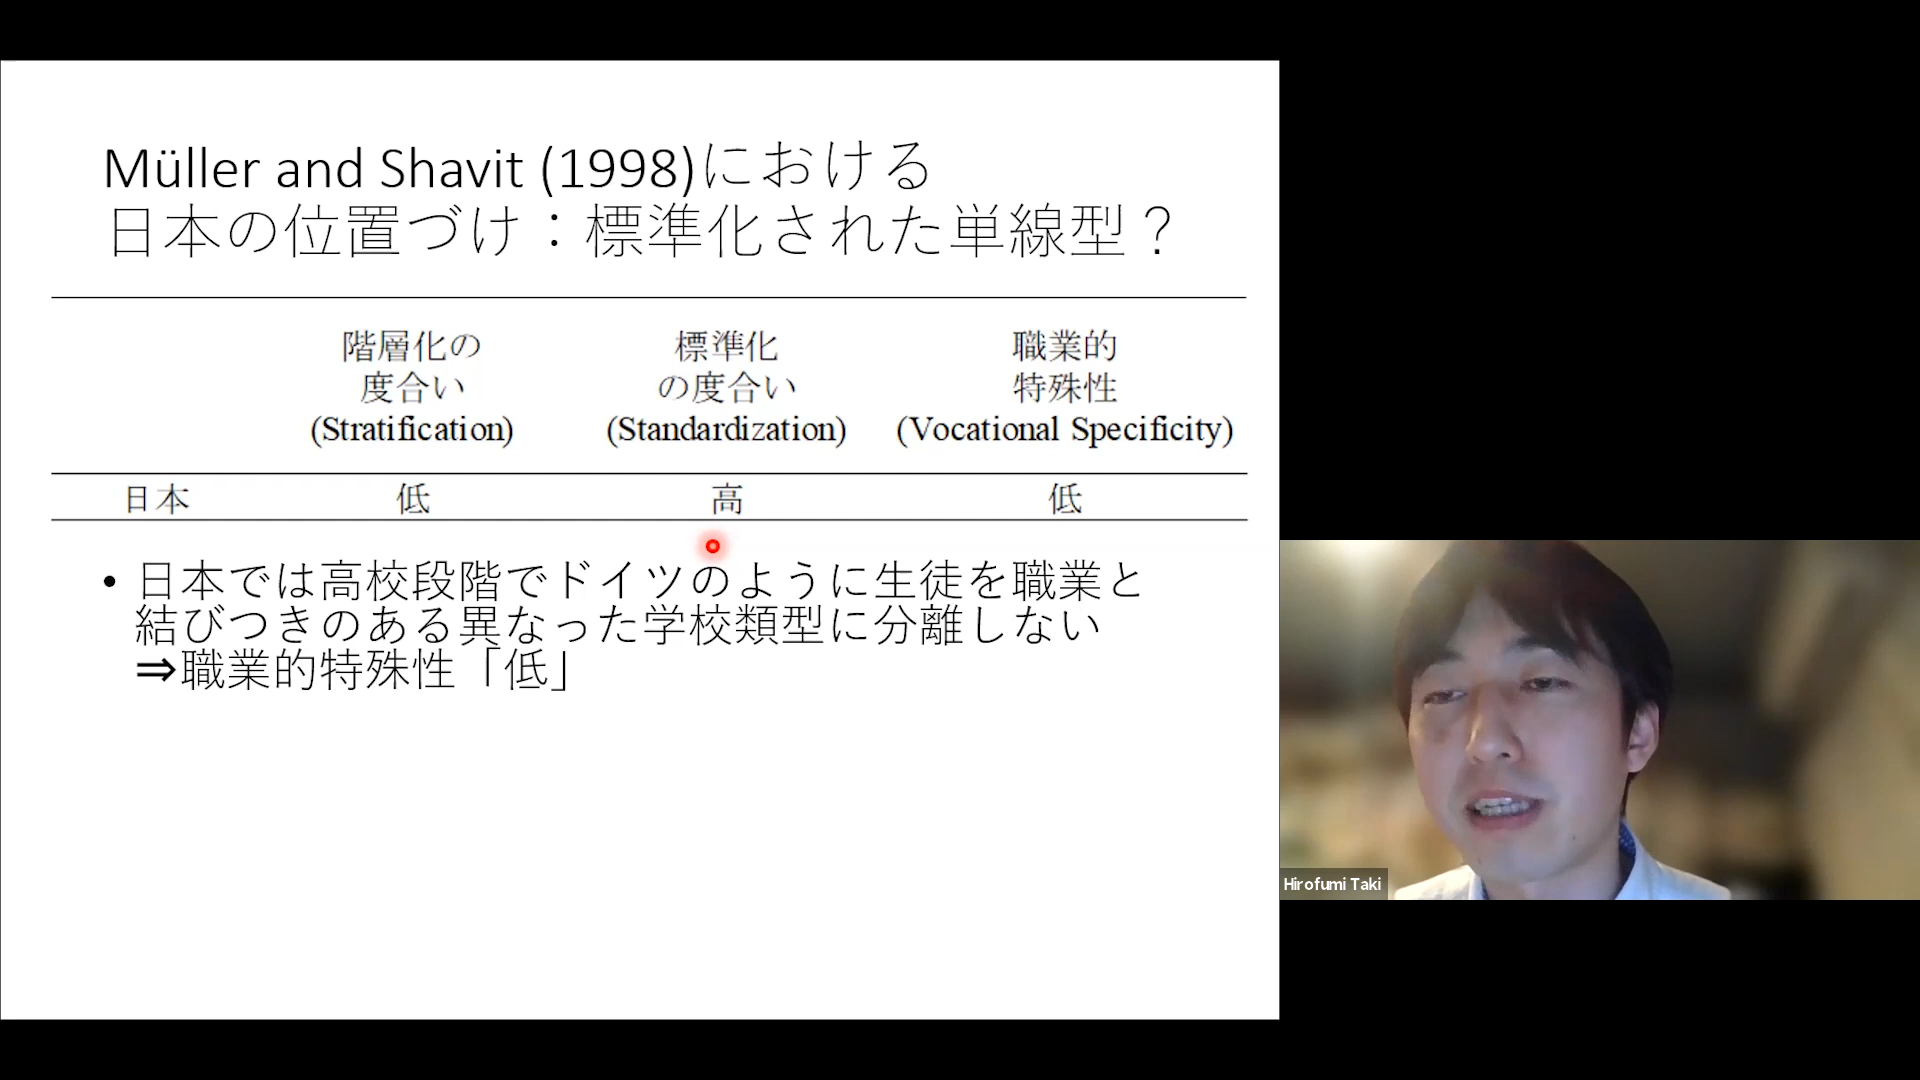 Müller and Shavit (1998)における
日本の位置づけ：標準化された単線型？
階層化の
度合い
(Stratification)
標準化
の度合い
(Standardization)
職業的
特殊性
(Vocational Specificity)
日本 低 高 低
• 日本では高校段階でドイツのように生徒を職業と
結びつきのある異なった学校類型に分離しない
⇒職業的特殊性「低」
Hirofumi Taki